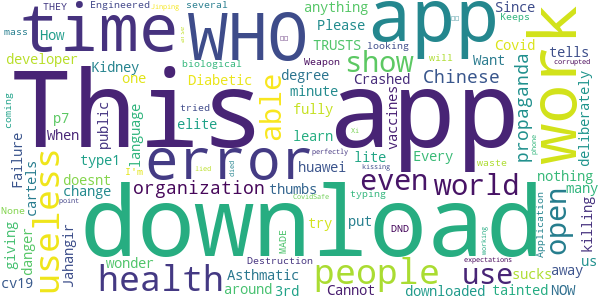 This app
download
WHO
time
app
work
error
health
people
world
useless
use
even
show
able
open
organization
Chinese
propaganda
vaccines
language
developer
Kidney
Diabetic
degree
minute
fully
elite
learn
lite
Every
huawei
public
Jahangir
Failure
cartels
change
type1
doesnt
thumbs
try
put
nothing
many
killing
us
deliberately
danger
giving
wonder
around
3rd
Cannot
downloaded
tainted
NOW
sucks
away
Asthmatic
cv19
When
p7
one
How
Since
Please
anything
TRUSTS
Crashed
Covid
Want
tells
mass
THEY
Engineered
several
biological
Weapon
looking
Keeps
will
coming
None
point
tried
I'm
lied
died
MADE
Destruction
perfectly
Xi
kissing
CovidSafe
typing
DND
waste
phone
corrupted
Application
working
expectations